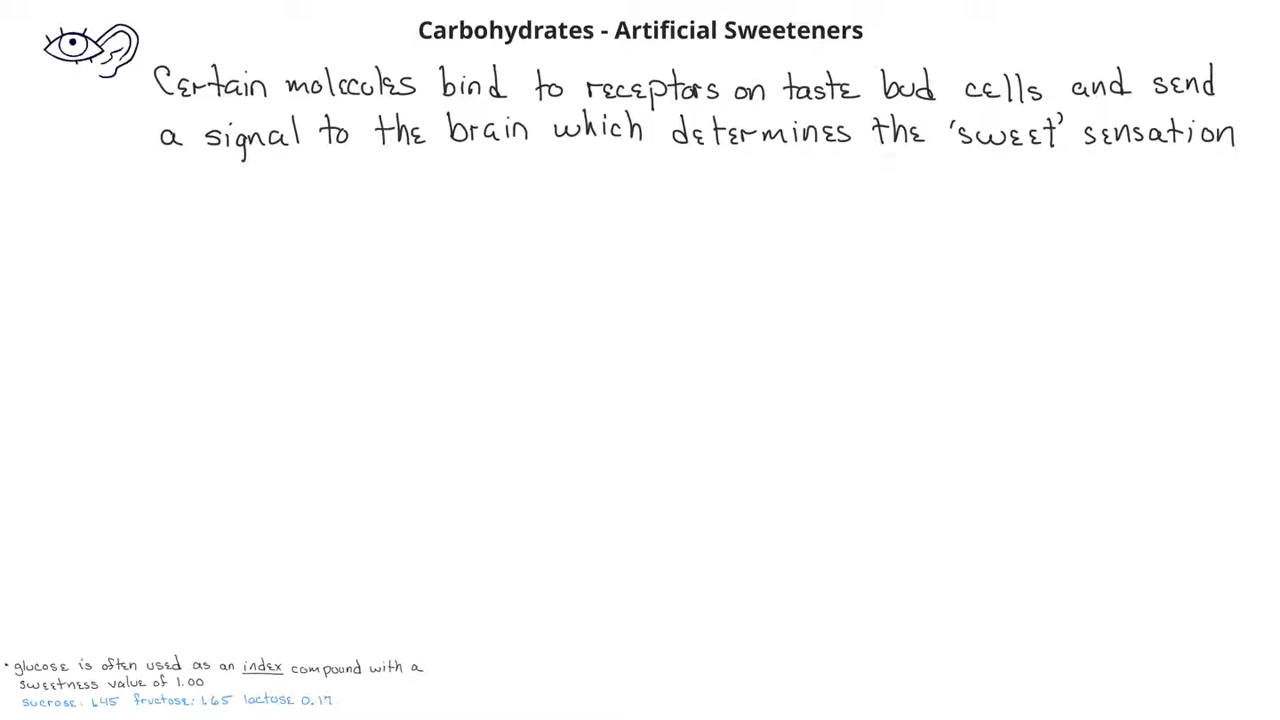 Carbohydrates - Artificial Sweeteners
Certain molecules bind to receptors on taste bud cells and send
a signal to the brain which determines the 'sweet' sensation
• glucose is often used as an index compound with a
sweetness value of 1.00
sucrose: 1.45 fructose: 1.65 lactose 0.17